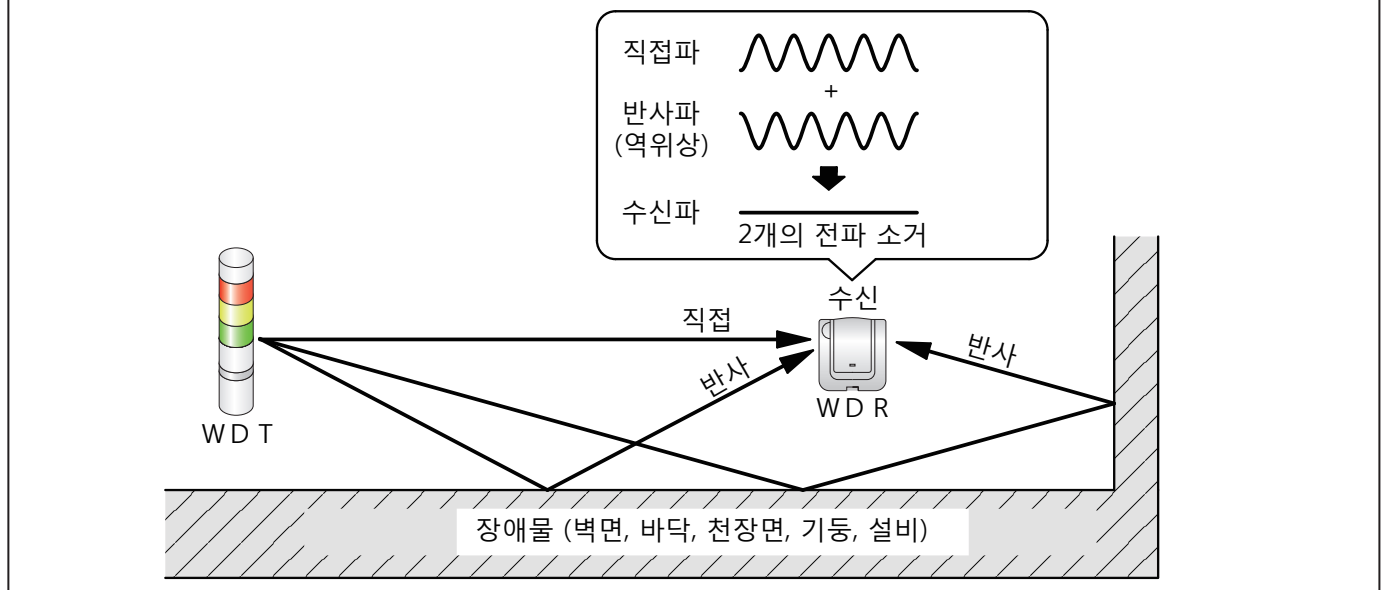 직접파
+
반사파
(역위상)
수신파
2개의 전파 소거
수신
직접
반사
반사
WDT
WDR
장애물 (벽면, 바닥, 천장면, 기둥, 설비)